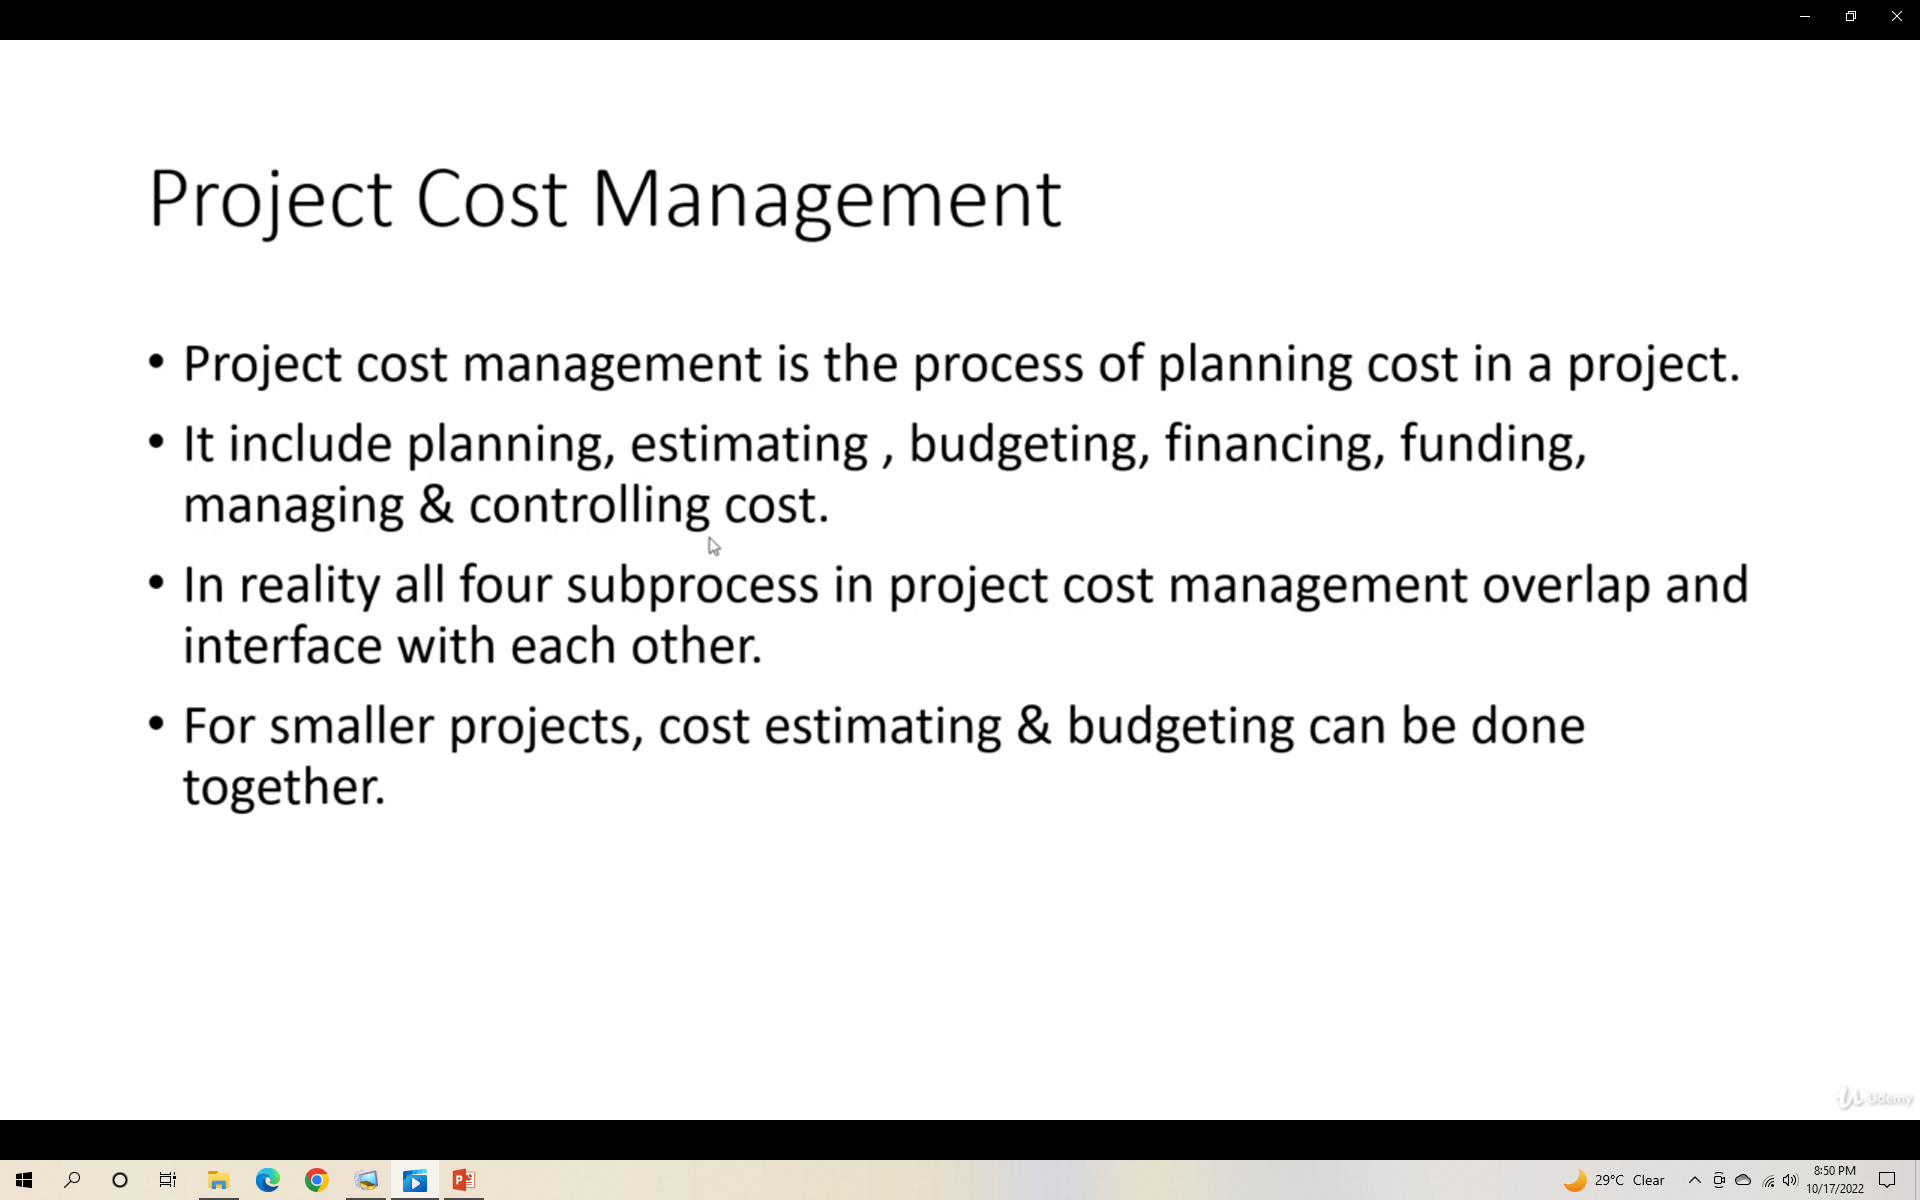 Project Cost Management
• Project cost management is the process of planning cost in a project.
• It include planning, estimating , budgeting, financing, funding,
managing & controlling cost.
• In reality all four subprocess in project cost management overlap and
interface with each other.
• For smaller projects, cost estimating & budgeting can be done
together.
Udemy
29°C Clear
8:50 PM
10/17/2022